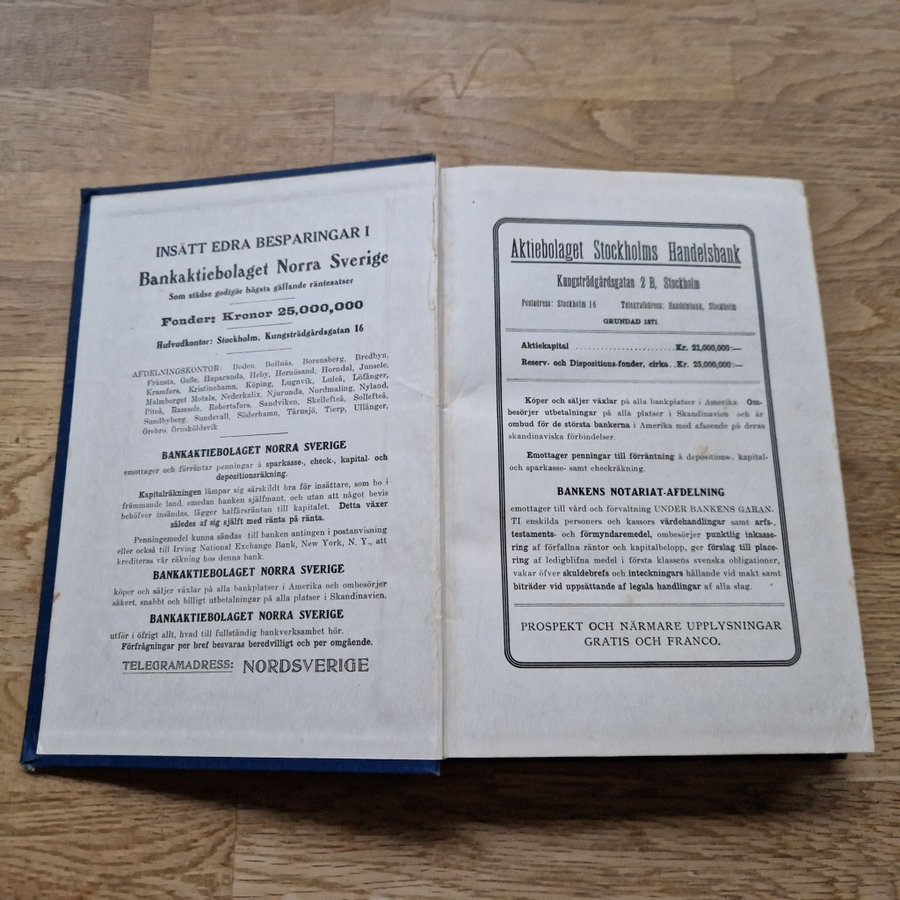 INSÄTT EDRA BESPARINGAR I
Bankaktiebolaget Norra Sverige
Som städse godtgör högsta gällande räntesatser
Fonder: Kronor 25,000,000
Hufvudkontor: Stockholm, Kungsträdgårdsgatan 16
AFDELNINGSKONTOR: Boden, Bollnäs, Borensberg, Bredbyn,
Fränsta, Gefle, Haparanda, Heby, Hernösand, Horndal, Junsele,
Kramfors, Kristinehamn, Köping, Lugnvik, Luleå, Löfånger,
Malmberget Motala, Nederkalix, Njurunda, Nordmaling, Nyland,
Piteå, Ramsele, Robertsfors, Sandviken, Skellefteå, Sollefteå,
Sundbyberg, Sundsvall, Söderhamn, Tärnsjö, Tierp, Ullånger,
Örebro, Örnsköldsvik.
BANKAKTIEBOLAGET NORRA SVERIGE
emottager och förräntar penningar å sparkasse-, check-, kapital- och
depositionsräkning.
Kapitalräkningen lämpar sig särskildt bra för insättare, som bo i
främmande land, emedan banken själfmant, och utan att något bevis
behöfver insändas, lägger halfårsräntan till kapitalet. Detta växer
således af sig själft med ränta på ränta.
Penningemedel kunna sändas till banken antingen i postanvisning
eller också till Irving National Exchange Bank, New York, N. Y., att
krediteras vår räkning hos denna bank.
BANKAKTIEBOLAGET NORRA SVERIGE
köper och säljer växlar på alla bankplatser i Amerika och ombesörjer
säkert, snabbt och billigt utbetalningar på alla platser i Skandinavien.
BANKAKTIEBOLAGET NORRA SVERIGE
utför i öfrigt allt, hvad till fullständig bankverksamhet hör.
Förfrågningar per bref besvaras beredvilligt och per omgående.
TELEGRAMADRESS: NORDSVERIGE
Aktiebolaget Stockholms Handelsbank
Kungsträdgårdsgatan 2 B, Stockholm
Postadress: Stockholm 16 Telegrafadress: Handelsbank, Stockholm
GRUNDAD 1871
Aktiekapital ........................ Kr. 21,000,000:—
Reserv- och Dispositions-fonder, cirka. Kr. 25,000,000:—
Köper och säljer växlar på alla bankplatser i Amerika. Om-
besörjer utbetalningar på alla platser i Skandinavien och är
ombud för de största bankerna i Amerika med afseende på deras
skandinaviska förbindelser.
Emottager penningar till förräntning å depositions-, kapital-
och sparkasse- samt checkräkning.
BANKENS NOTARIAT-AFDELNING
emottager till vård och förvaltning UNDER BANKENS GARAN-
TI enskilda personers och kassors värdehandlingar samt arfs-,
testaments- och förmyndaremedel, ombesörjer punktlig inkasse-
ring af förfallna räntor och kapitalbelopp, ger förslag till place-
ring af ledigblifna medel i första klassens svenska obligationer,
vakar öfver skuldebrefs och inteckningars hållande vid makt samt
biträder vid uppsättande af legala handlingar af alla slag.
PROSPEKT OCH NÄRMARE UPPLYSNINGAR
GRATIS OCH FRANCO.